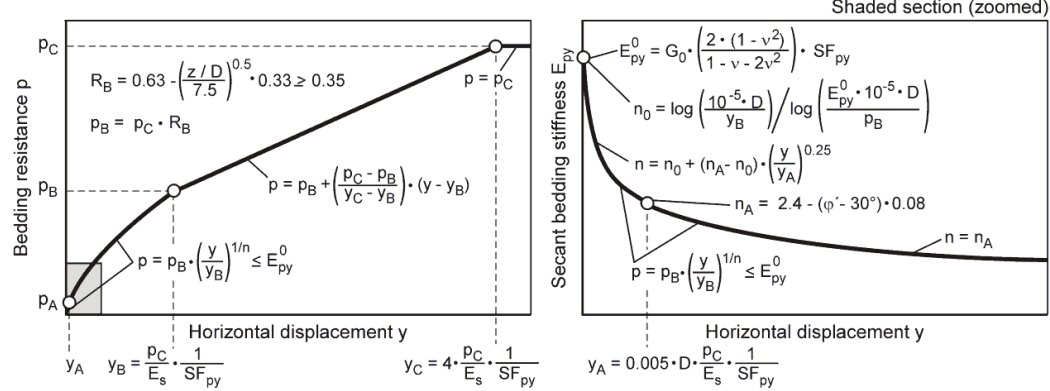 Shaded section (zoomed)
Bedding resistance p
p_C
p_B
p_A
R_B = 0.63 - (z / D / 7.5)^0.5 · 0.33 ≥ 0.35
p_B = p_C · R_B
p = p_C
p = p_B + (p_C - p_B / y_C - y_B) · (y - y_B)
p = p_B · (y / y_B)^1/n ≤ E_py^0
Horizontal displacement y
y_A
y_B = p_C / E_s · 1 / SF_py
y_C = 4 · p_C / E_s · 1 / SF_py
Secant bedding stiffness E_py
E_py^0 = G_0 · (2 · (1 - ν²) / 1 - ν - 2ν²) · SF_py
n_0 = log (10^-5 · D / y_B) / log (E_py^0 · 10^-5 · D / p_B)
n = n_0 + (n_A - n_0) · (y / y_A)^0.25
n_A = 2.4 - (φ´- 30°) · 0.08
n = n_A
p = p_B · (y / y_B)^1/n ≤ E_py^0
Horizontal displacement y
y_A = 0.005 · D · p_C / E_s · 1 / SF_py